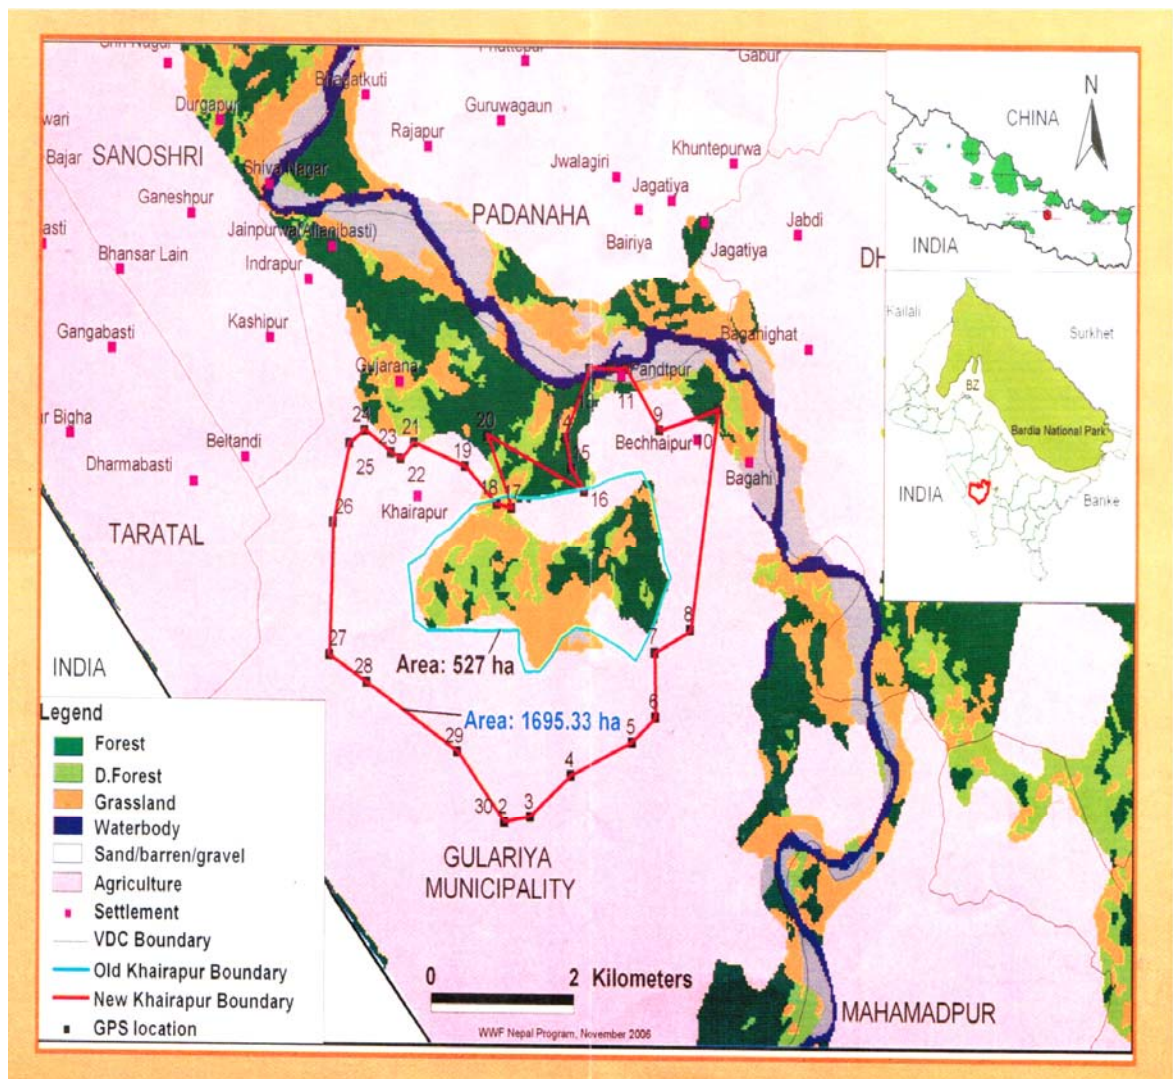 Gabur
Bhagatkuti
Durgapur
Guruwagaun
Rajapur
Bajar
SANOSHRI
Khuntepurwa
Jwalagiri
Shiva Nagar
Jagatiya
Ganeshpur
PADANAHA
Jabdi
Jainpurwa(Allanibasti)
Bairiya
Jagatiya
Bhansar Lain
Indrapur
DH
Kashipur
Baganighat
Gangabasti
Gujarana
Pandtpur
11
9
24
20
21
4
Bechhaipur
10
ar Bigha
Beltandi
23
25
19
5
Dharmabasti
22
Bagahi
Khairapur
18
17
16
26
TARATAL
8
7
27
INDIA
28
Area: 527 ha
6
Area: 1695.33 ha
5
29
4
30
2
3
GULARIYA
MUNICIPALITY
0
2
Kilometers
WWF Nepal Program, November 2006
MAHAMADPUR
N
CHINA
INDIA
Kailali
Surkhet
BZ
Bardia National Park
INDIA
Banke
Legend
Forest
D.Forest
Grassland
Waterbody
Sand/barren/gravel
Agriculture
Settlement
VDC Boundary
Old Khairapur Boundary
New Khairapur Boundary
GPS location